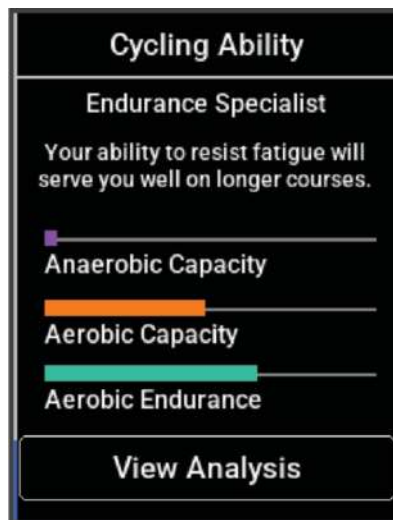 Cycling Ability
Endurance Specialist
Your ability to resist fatigue will
serve you well on longer courses.
Anaerobic Capacity
Aerobic Capacity
Aerobic Endurance
View Analysis